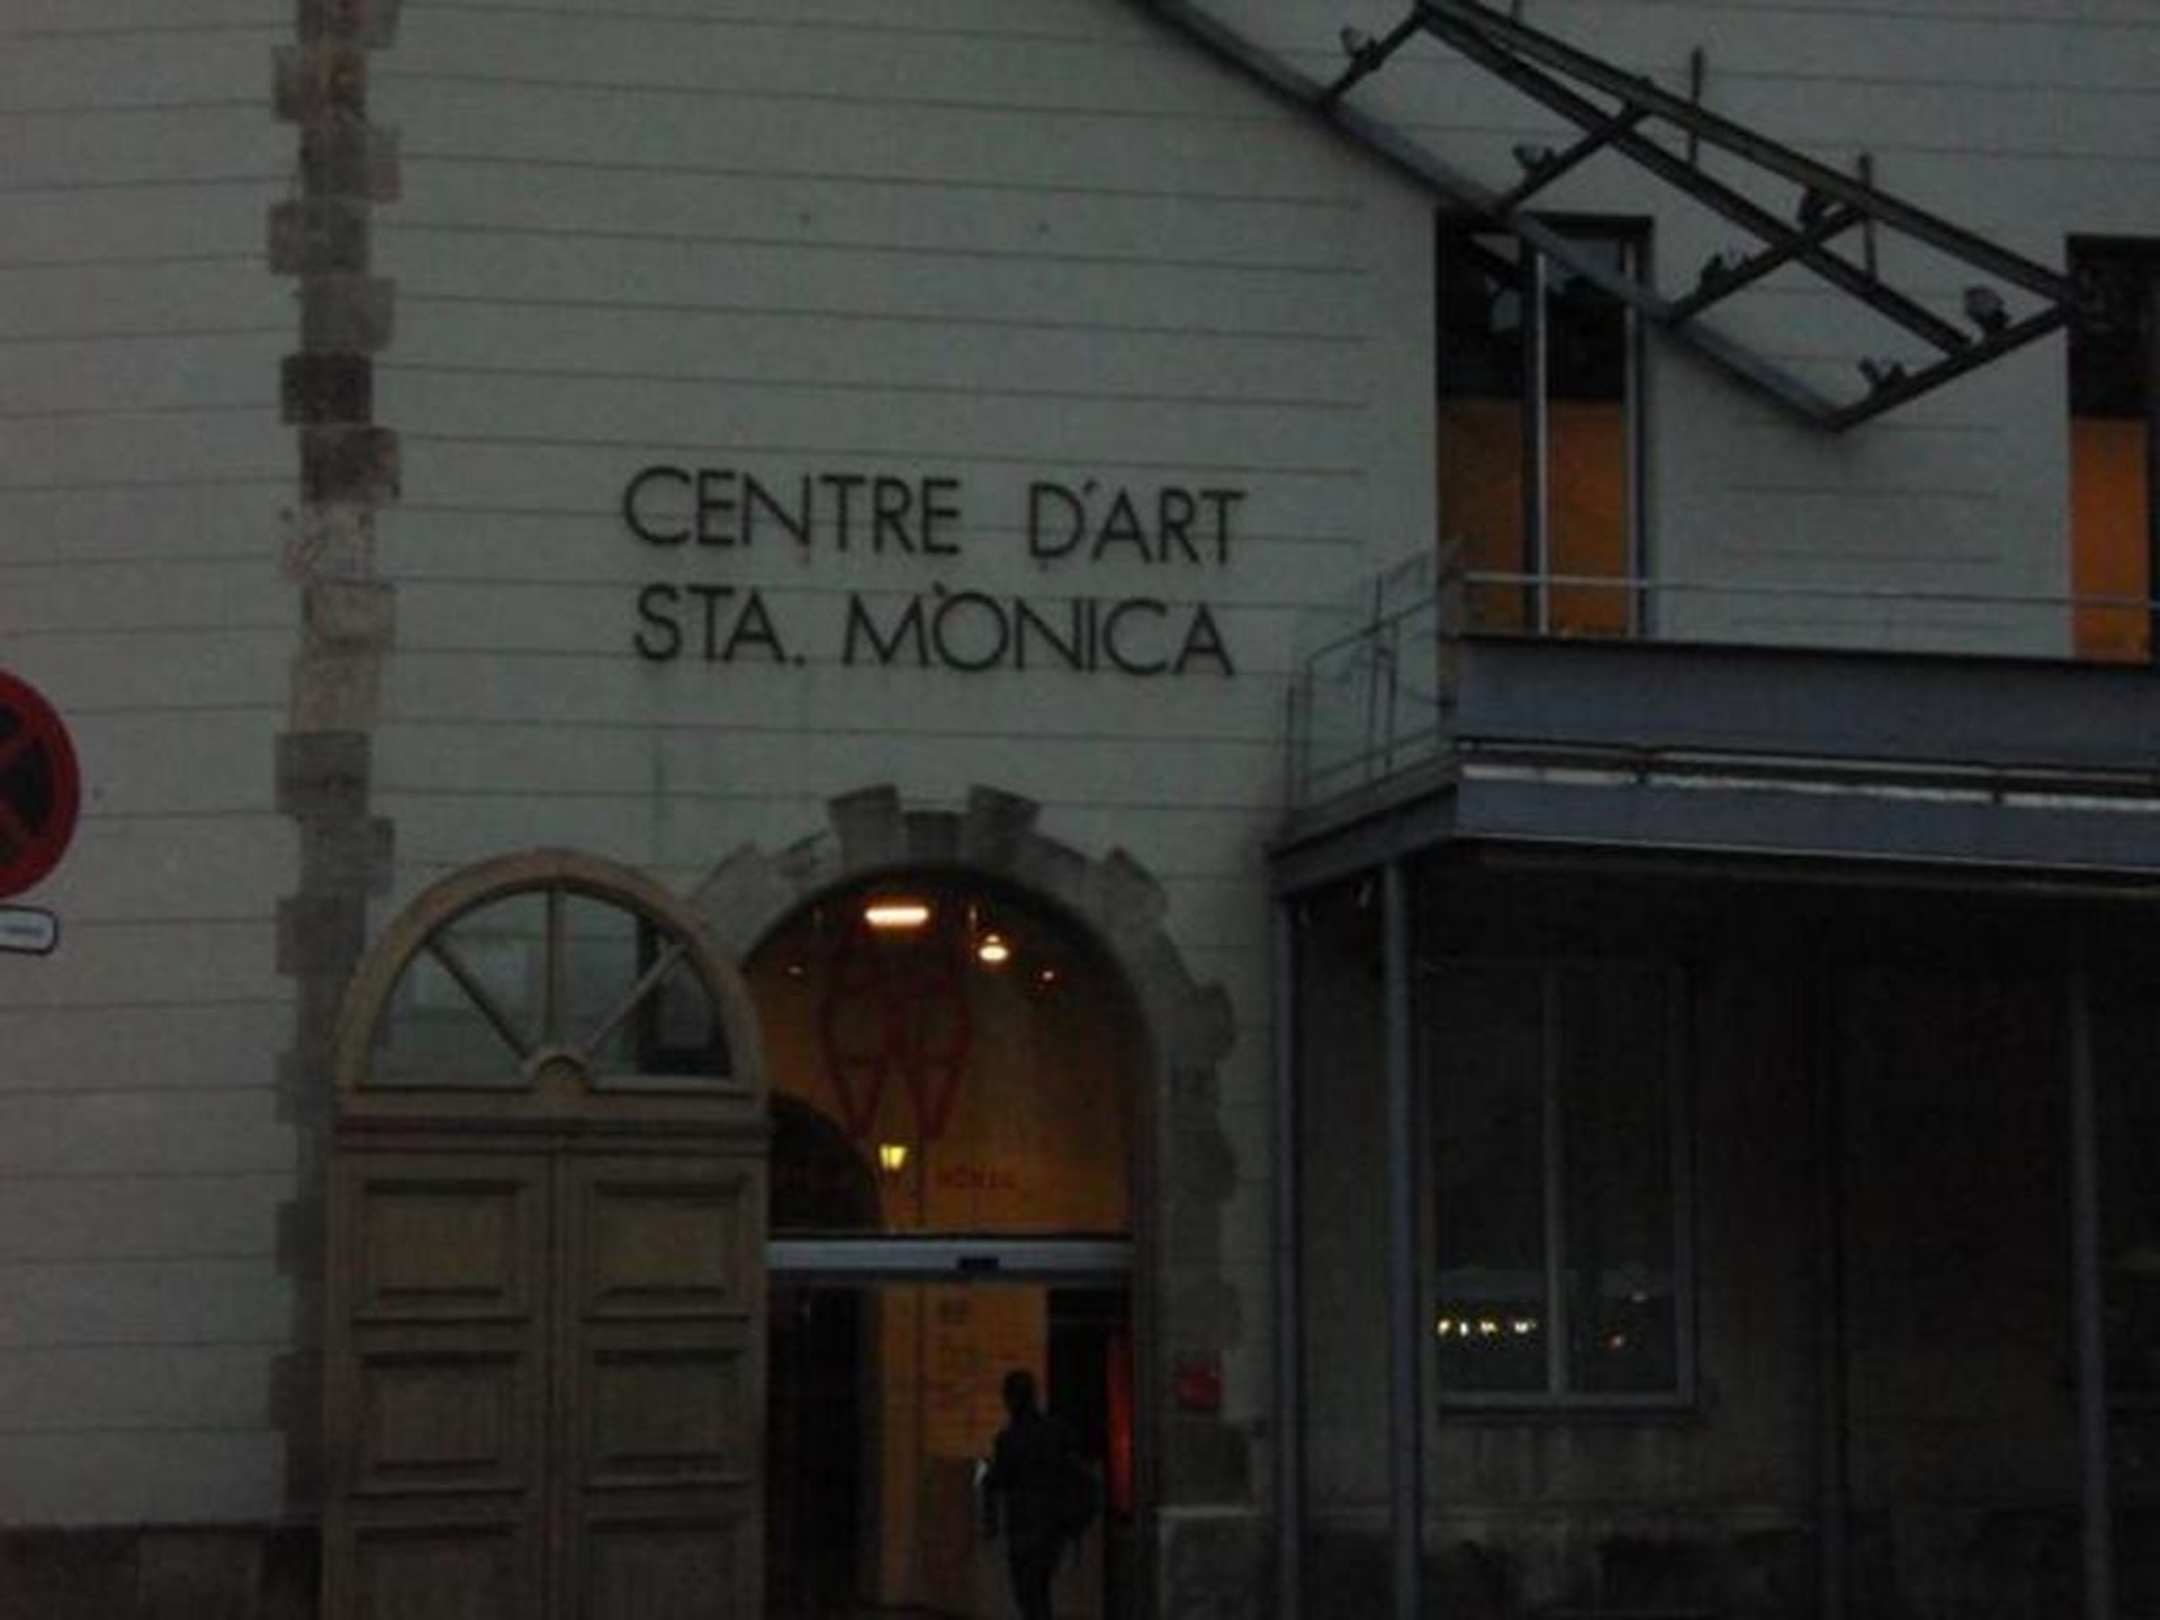 CENTRE D'ART
STA. MÒNICA